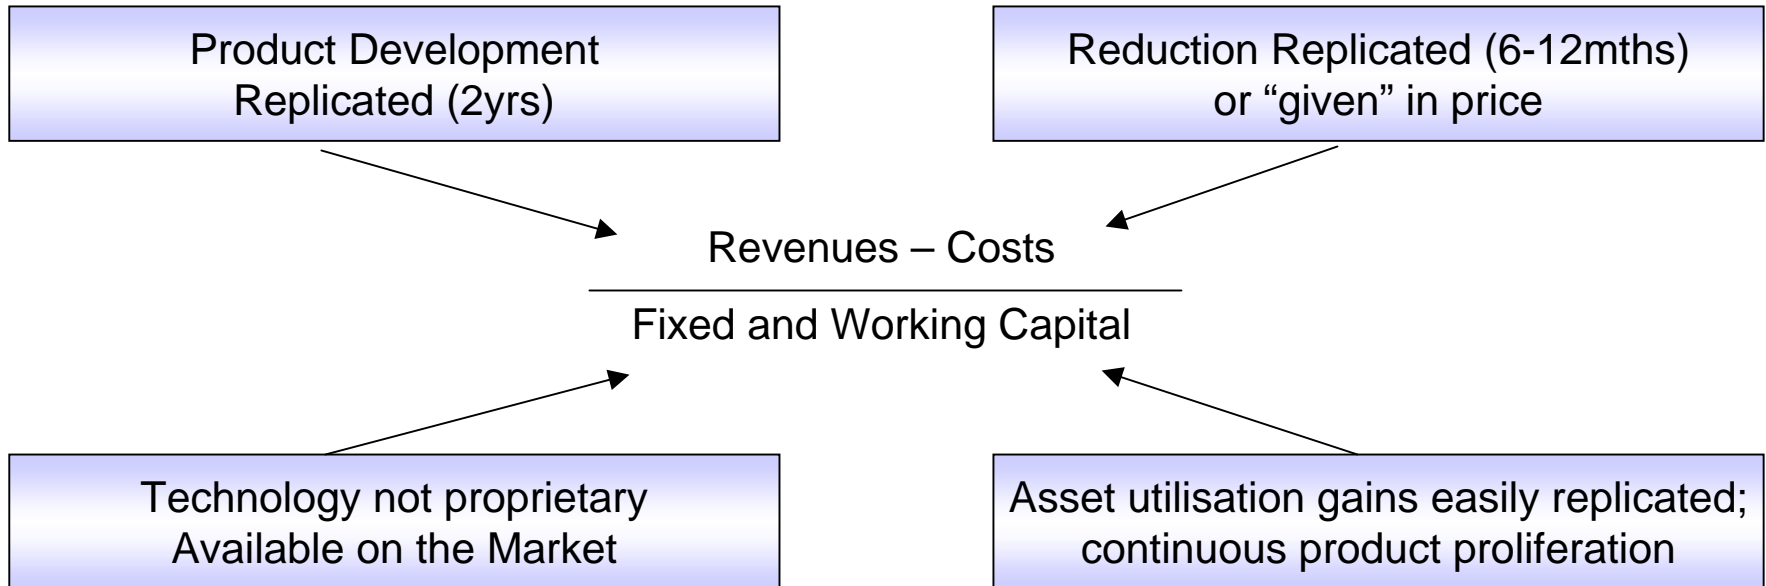 Product Development
Replicated (2yrs)
Reduction Replicated (6-12mths)
or “given” in price
Revenues – Costs
Fixed and Working Capital
Technology not proprietary
Available on the Market
Asset utilisation gains easily replicated;
continuous product proliferation